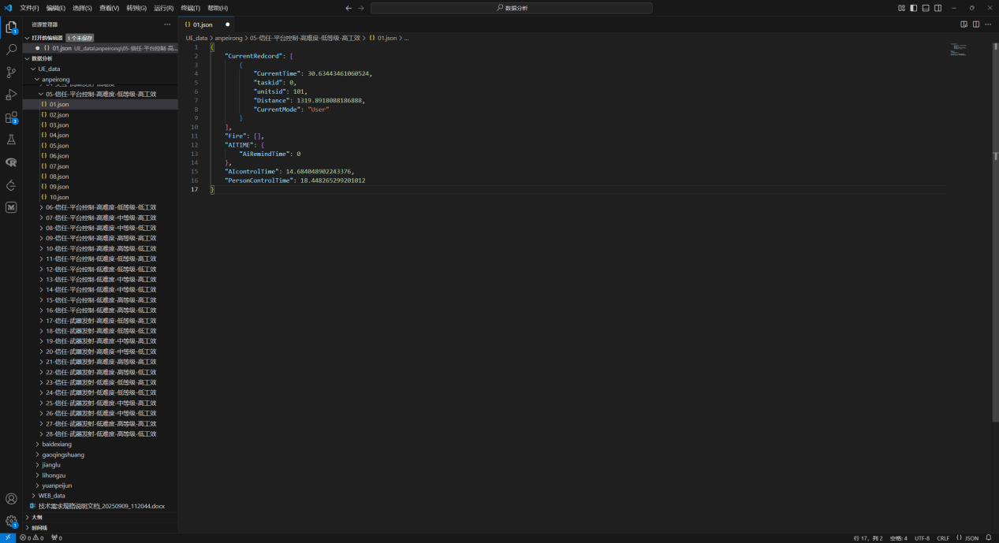 文件(F) 编辑(E) 选择(S) 查看(V) 转到(G) 运行(R) 终端(T) 帮助(H)
数据分析
资源管理器
打开的编辑器 1 个未保存
01.json UE_data\anpeirong\05-信任-平台控制-高...
数据分析
UE_data
anpeirong
05-信任-平台控制-高难度-低等级-高工效
01.json
02.json
03.json
04.json
05.json
06.json
07.json
08.json
09.json
10.json
06-信任-平台控制-高难度-低等级-低工效
07-信任-平台控制-高难度-中等级-高工效
08-信任-平台控制-高难度-中等级-低工效
09-信任-平台控制-高难度-高等级-高工效
10-信任-平台控制-高难度-高等级-低工效
11-信任-平台控制-低难度-低等级-高工效
12-信任-平台控制-低难度-低等级-低工效
13-信任-平台控制-低难度-中等级-高工效
14-信任-平台控制-低难度-中等级-低工效
15-信任-平台控制-低难度-高等级-高工效
16-信任-平台控制-低难度-高等级-低工效
17-信任-武器发射-高难度-低等级-高工效
18-信任-武器发射-高难度-低等级-低工效
19-信任-武器发射-高难度-中等级-高工效
20-信任-武器发射-高难度-中等级-低工效
21-信任-武器发射-高难度-高等级-高工效
22-信任-武器发射-高难度-高等级-低工效
23-信任-武器发射-低难度-低等级-高工效
24-信任-武器发射-低难度-低等级-低工效
25-信任-武器发射-低难度-中等级-高工效
26-信任-武器发射-低难度-中等级-低工效
27-信任-武器发射-低难度-高等级-高工效
28-信任-武器发射-低难度-高等级-低工效
baidexiang
gaoqingshuang
jianglu
lihongzu
yuanpeijun
WEB_data
技术需求规格说明文档_20250909_112044.docx
大纲
时间线
01.json
UE_data > anpeirong > 05-信任-平台控制-高难度-低等级-高工效 > {} 01.json > ...
1 {
2 "CurrentRedcord": [
3 {
4 "CurrentTime": 30.63443461060524,
5 "taskid": 0,
6 "unitsid": 101,
7 "Distance": 1319.8918088186888,
8 "CurrentMode": "User"
9 }
10 ],
11 "Fire": [],
12 "AITIME": {
13 "AiRemindTime": 0
14 },
15 "AIcontrolTime": 14.684048902243376,
16 "PersonControlTime": 18.448265299201012
17 }
0 0 0
行 17，列 2 空格: 4 UTF-8 CRLF {} JSON